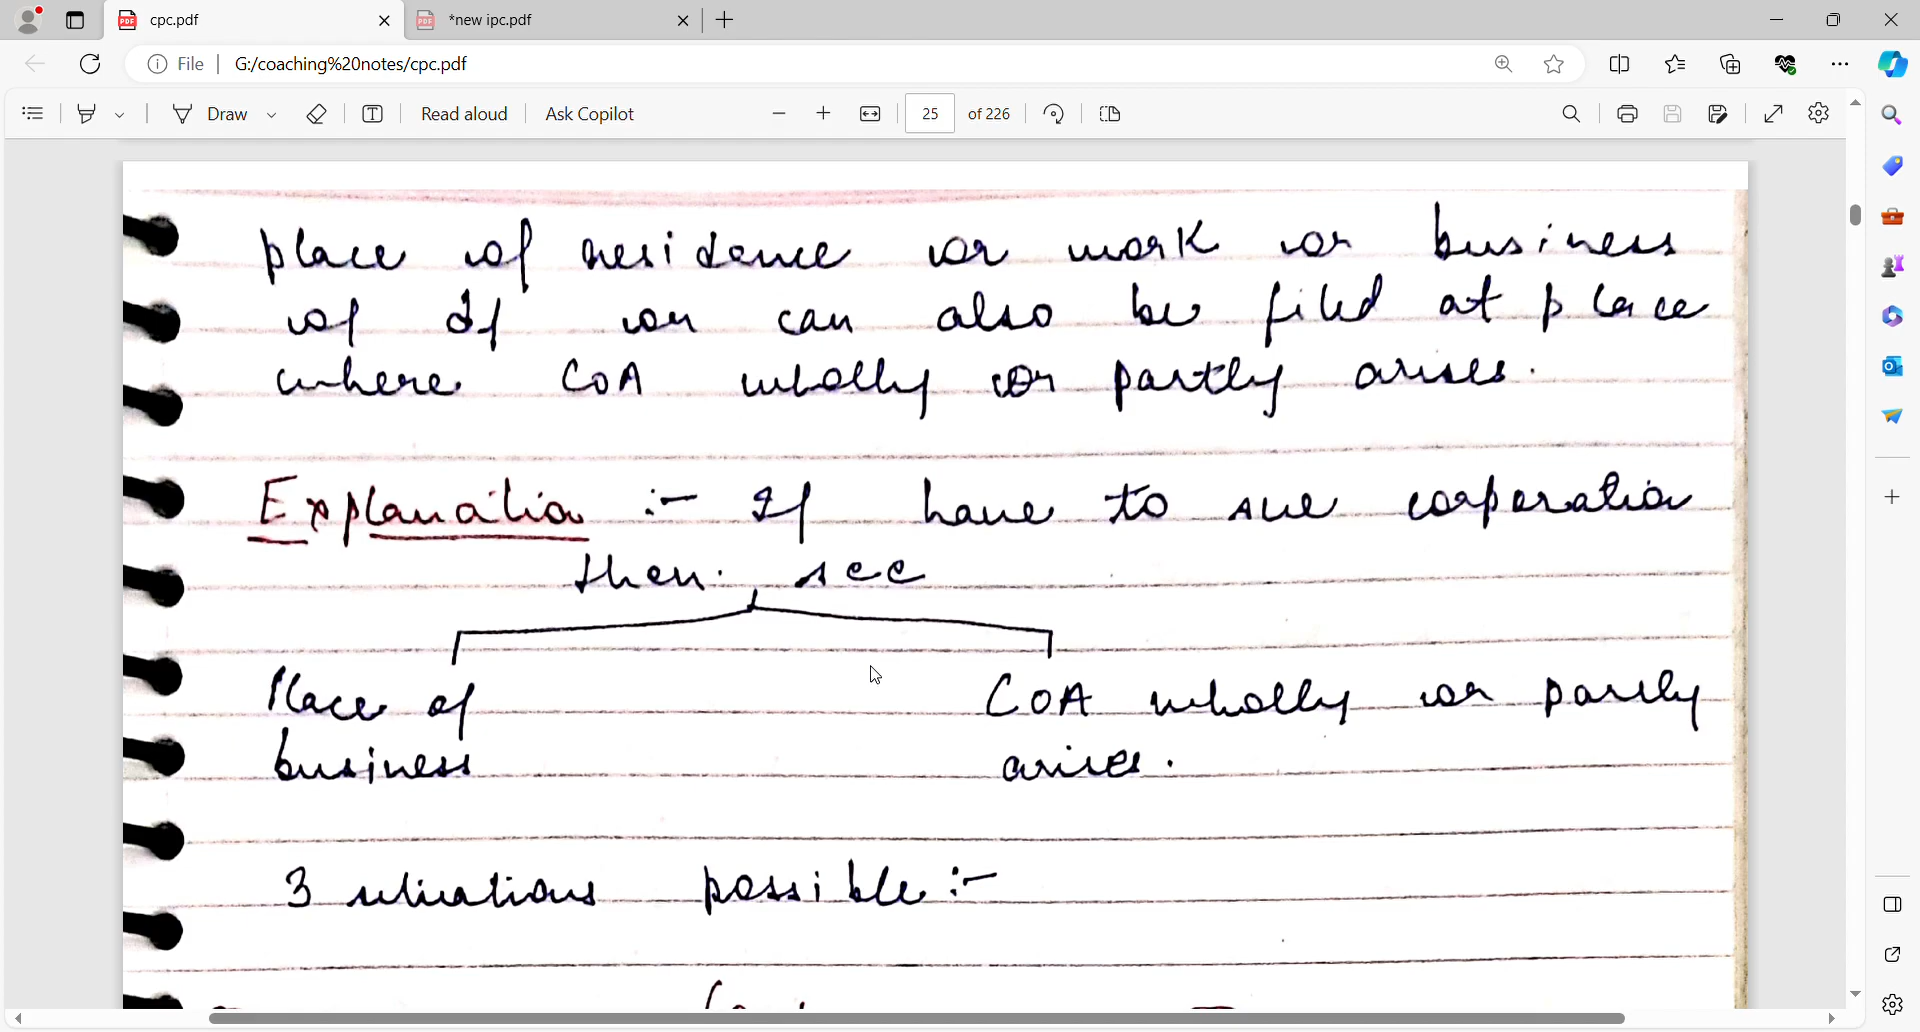 cpc.pdf
*new ipc.pdf
File
G:/coaching%20notes/cpc.pdf
Draw
Read aloud
Ask Copilot
25
of 226
place of residence or work or business
of df or can also be filed at place
where COA wholly or partly arises.
Explanation :- If have to sue corporation
then see
Place of
business
COA wholly or partly
arises.
3 situations possible :-